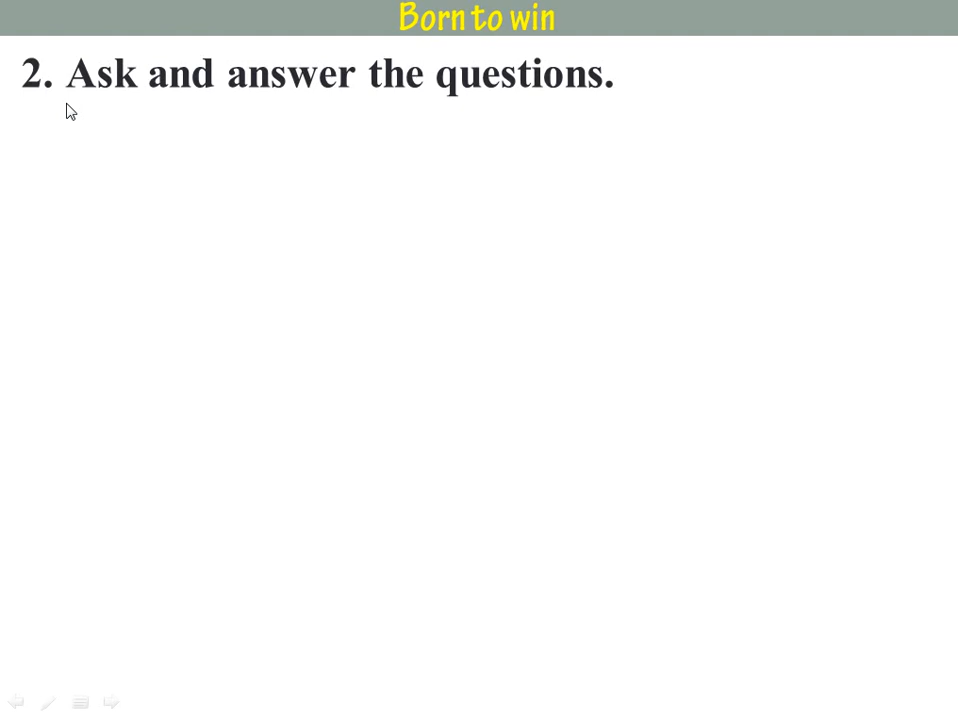 Born to win
2. Ask and answer the questions.